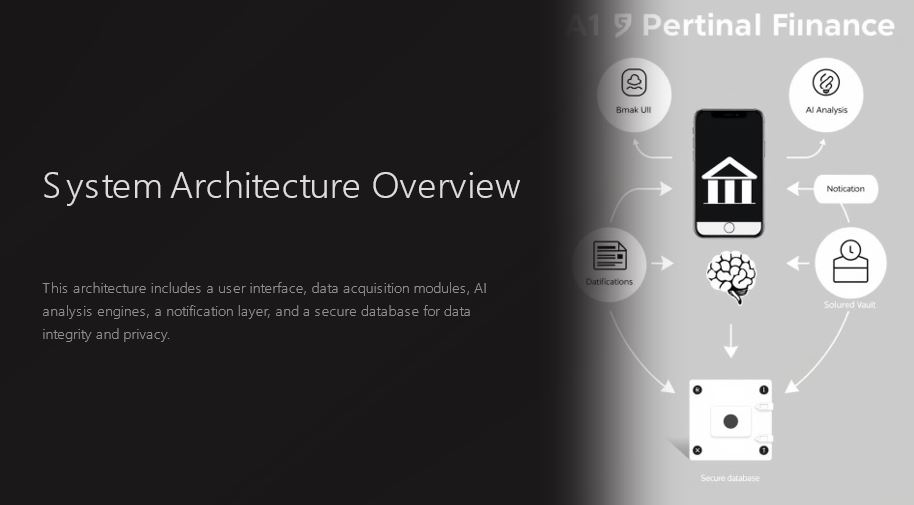 A1 Pertinal Fiınance
Bmak UII
AI Analysis
System Architecture Overview
Notication
This architecture includes a user interface, data acquisition modules, AI
analysis engines, a notification layer, and a secure database for data
integrity and privacy.
Datifications
Solured Vault
Secure database